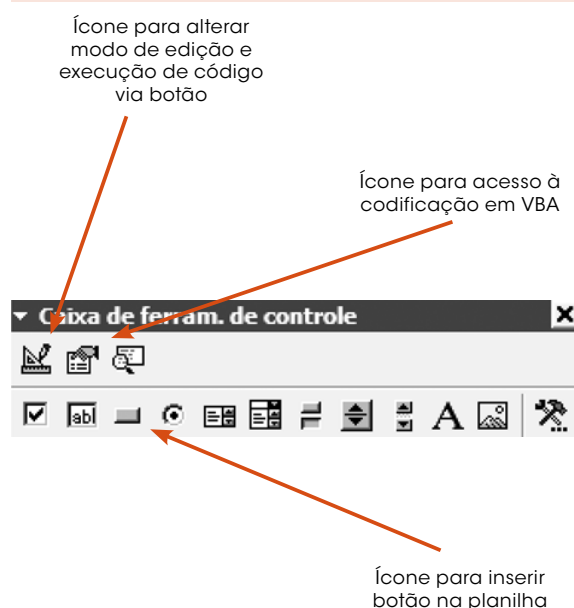 Ícone para alterar
modo de edição e
execução de código
via botão
Ícone para acesso à
codificação em VBA
Caixa de ferram. de controle
abl
A
Ícone para inserir
botão na planilha